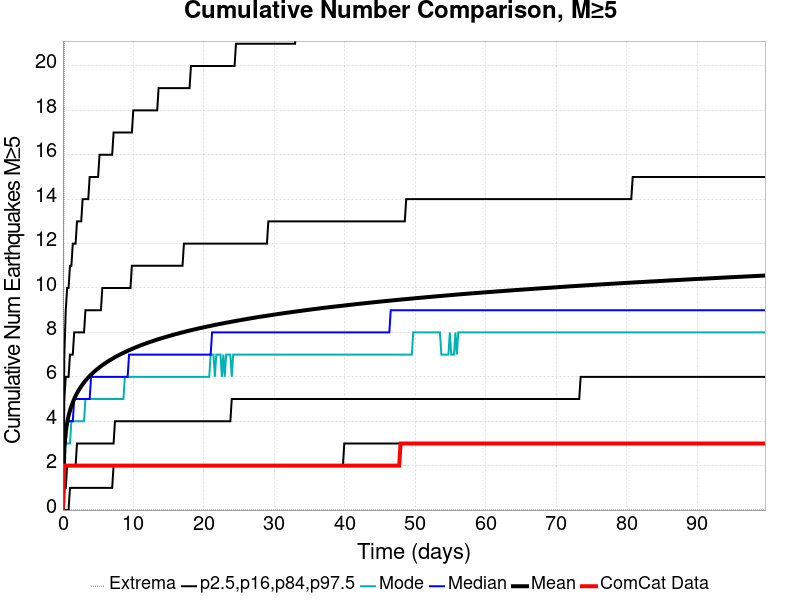 Cumulative Number Comparison, M≥5
Cumulative Num Earthquakes M≥5
20
18
16
14
12
10
8
6
4
2
0
0 10 20 30 40 50 60 70 80 90
Time (days)
Extrema p2.5,p16,p84,p97.5 Mode Median Mean ComCat Data